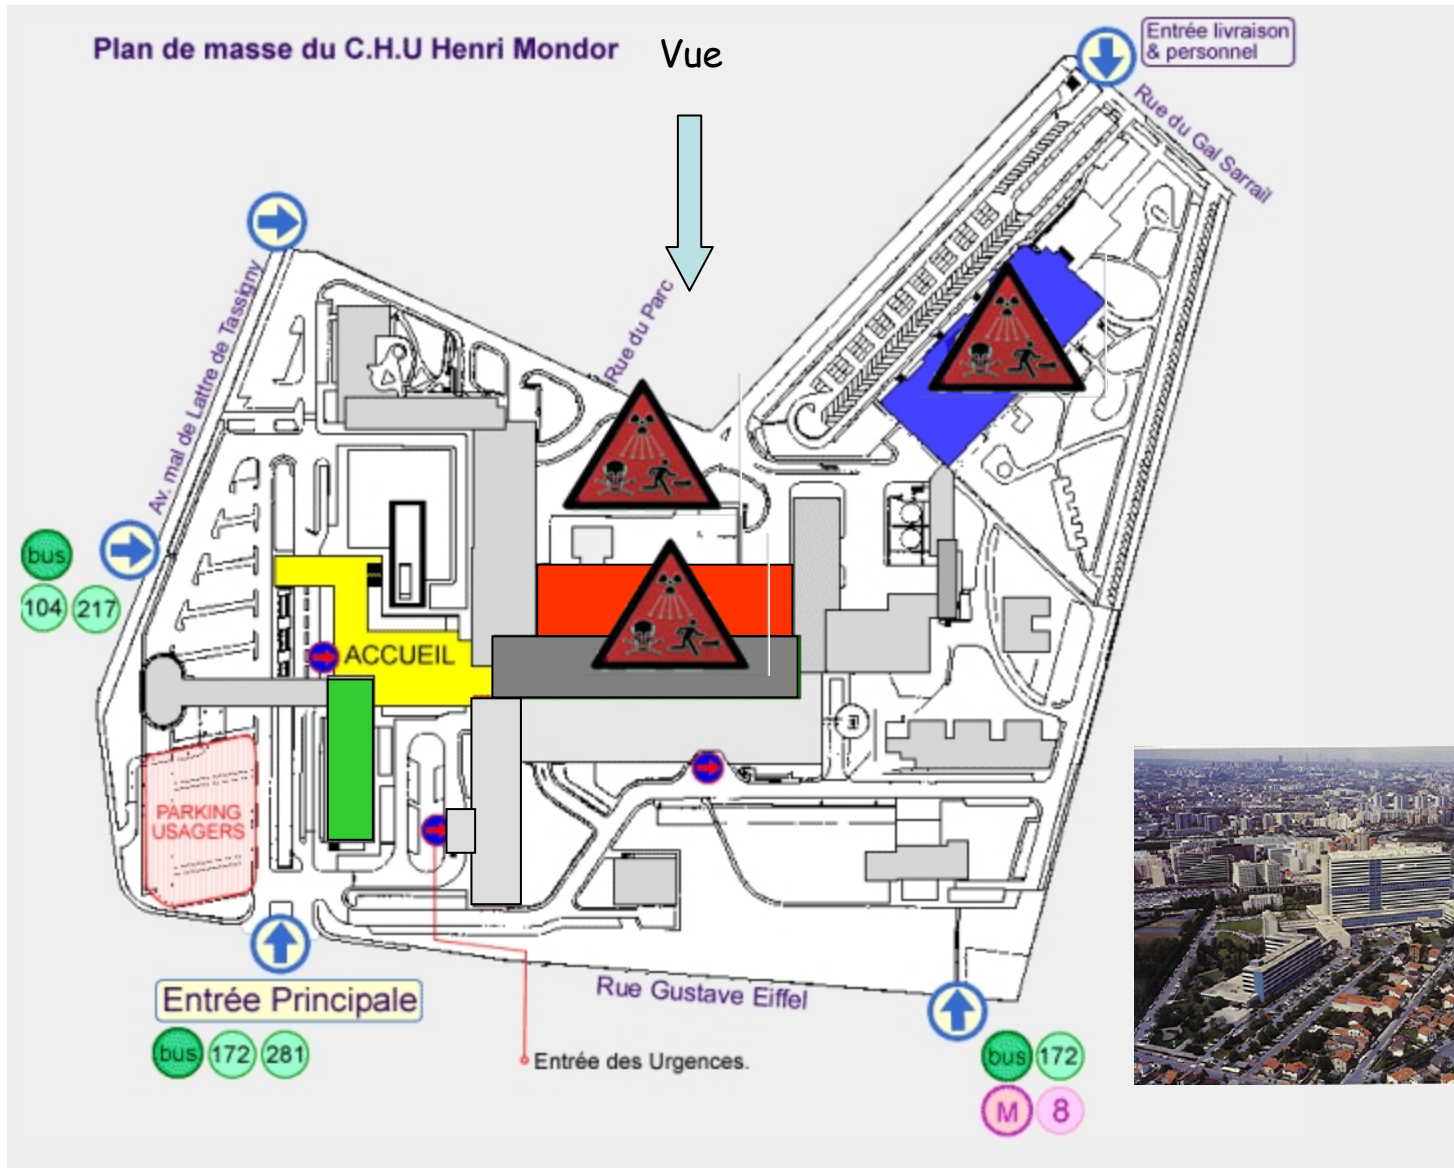 Plan de masse du C.H.U Henri Mondor
Vue
Entrée livraison
& personnel
Rue du Gal Sarrail
Rue du Parc
Av. mal de Lattre de Tassigny
bus
104 217
ACCUEIL
PARKING
USAGERS
Entrée Principale
bus 172 281
Rue Gustave Eiffel
Entrée des Urgences.
bus 172
M 8